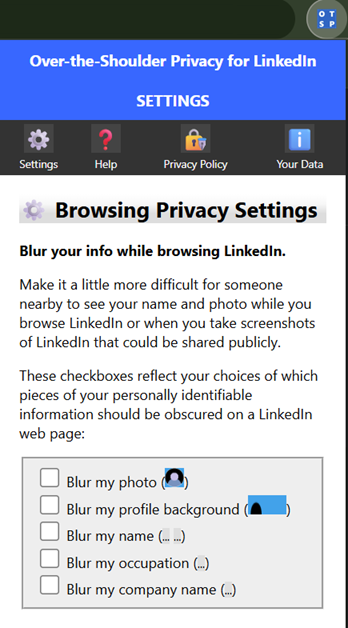 O T
S P
Over-the-Shoulder Privacy for LinkedIn
SETTINGS
Settings Help Privacy Policy Your Data
Browsing Privacy Settings
Blur your info while browsing LinkedIn.
Make it a little more difficult for someone
nearby to see your name and photo while you
browse LinkedIn or when you take screenshots
of LinkedIn that could be shared publicly.
These checkboxes reflect your choices of which
pieces of your personally identifiable
information should be obscured on a LinkedIn
web page:
Blur my photo ( )
Blur my profile background ( )
Blur my name (... ...)
Blur my occupation (...)
Blur my company name (...)